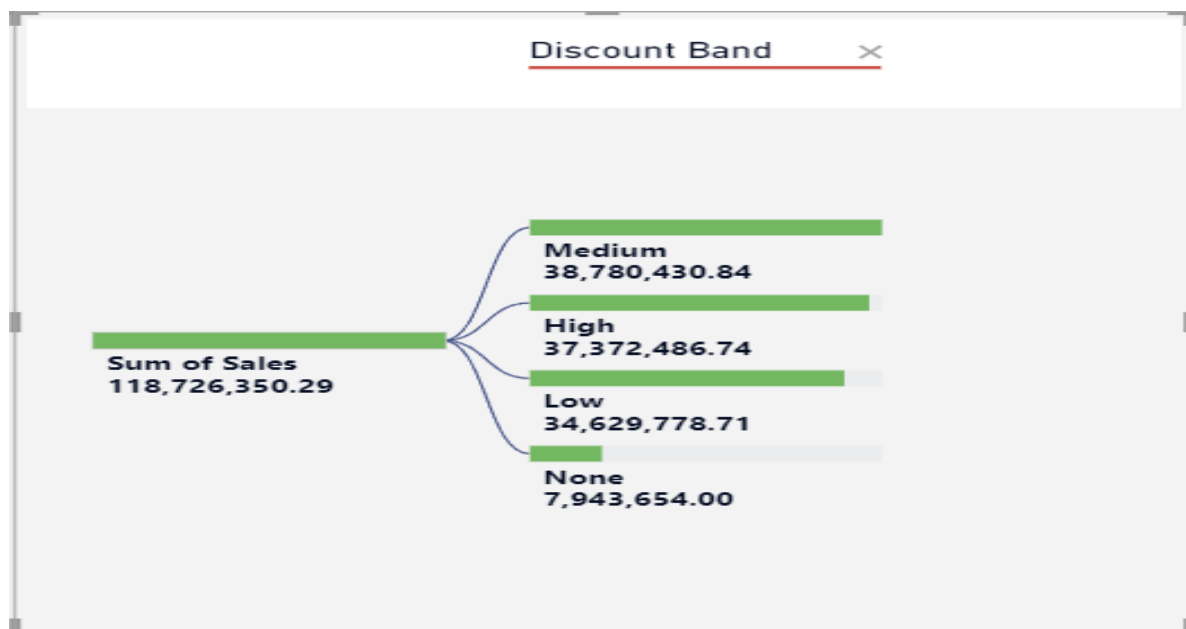 Discount Band
Medium
38,780,430.84
High
37,372,486.74
Sum of Sales
118,726,350.29
Low
34,629,778.71
None
7,943,654.00